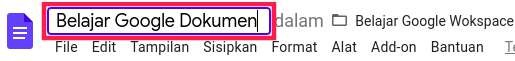 Belajar Google Dokumen dalam Belajar Google Wokspace
File Edit Tampilan Sisipkan Format Alat Add-on Bantuan